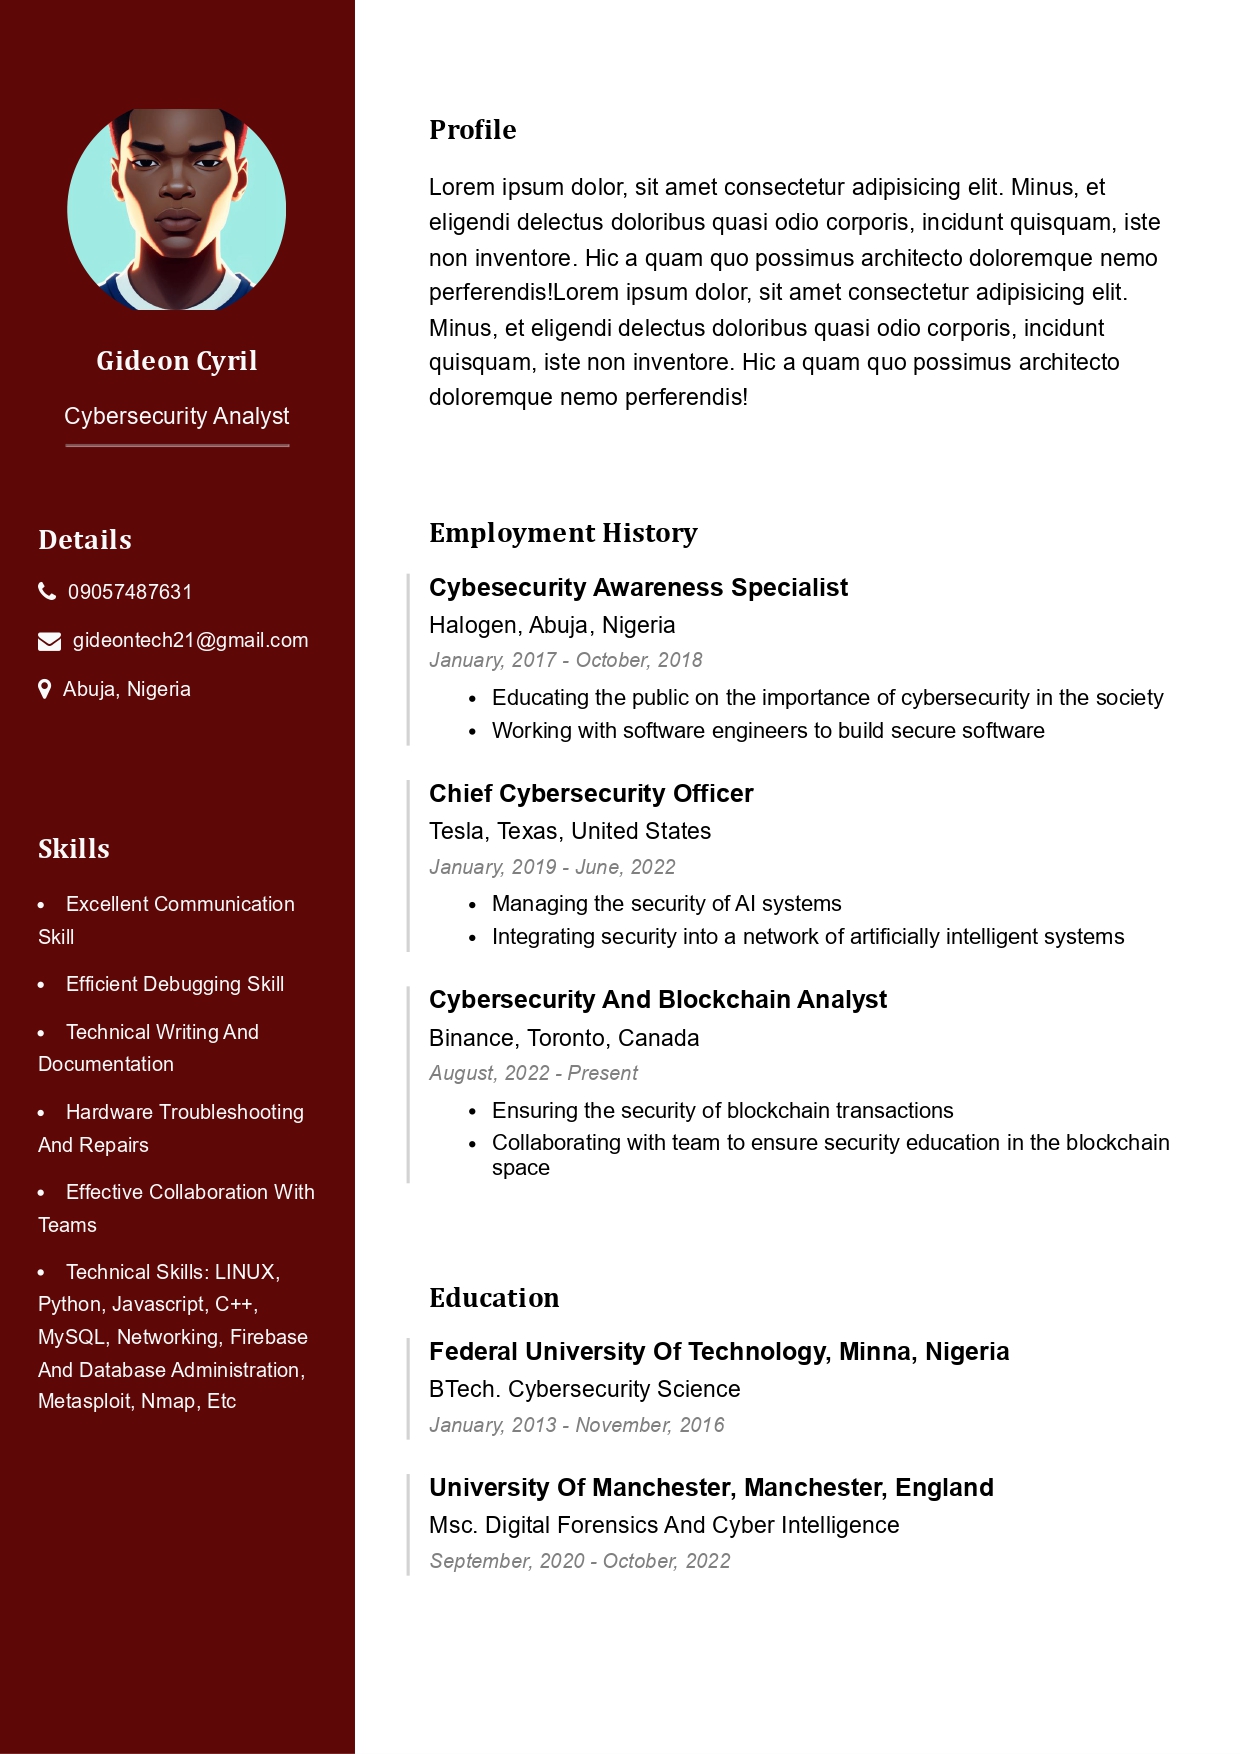 Gideon Cyril
Cybersecurity Analyst
Details
09057487631
gideontech21@gmail.com
Abuja, Nigeria
Skills
• Excellent Communication
Skill
• Efficient Debugging Skill
• Technical Writing And
Documentation
• Hardware Troubleshooting
And Repairs
• Effective Collaboration With
Teams
• Technical Skills: LINUX,
Python, Javascript, C++,
MySQL, Networking, Firebase
And Database Administration,
Metasploit, Nmap, Etc
Profile
Lorem ipsum dolor, sit amet consectetur adipisicing elit. Minus, et
eligendi delectus doloribus quasi odio corporis, incidunt quisquam, iste
non inventore. Hic a quam quo possimus architecto doloremque nemo
perferendis!Lorem ipsum dolor, sit amet consectetur adipisicing elit.
Minus, et eligendi delectus doloribus quasi odio corporis, incidunt
quisquam, iste non inventore. Hic a quam quo possimus architecto
doloremque nemo perferendis!
Employment History
Cybesecurity Awareness Specialist
Halogen, Abuja, Nigeria
January, 2017 - October, 2018
• Educating the public on the importance of cybersecurity in the society
• Working with software engineers to build secure software
Chief Cybersecurity Officer
Tesla, Texas, United States
January, 2019 - June, 2022
• Managing the security of AI systems
• Integrating security into a network of artificially intelligent systems
Cybersecurity And Blockchain Analyst
Binance, Toronto, Canada
August, 2022 - Present
• Ensuring the security of blockchain transactions
• Collaborating with team to ensure security education in the blockchain
space
Education
Federal University Of Technology, Minna, Nigeria
BTech. Cybersecurity Science
January, 2013 - November, 2016
University Of Manchester, Manchester, England
Msc. Digital Forensics And Cyber Intelligence
September, 2020 - October, 2022